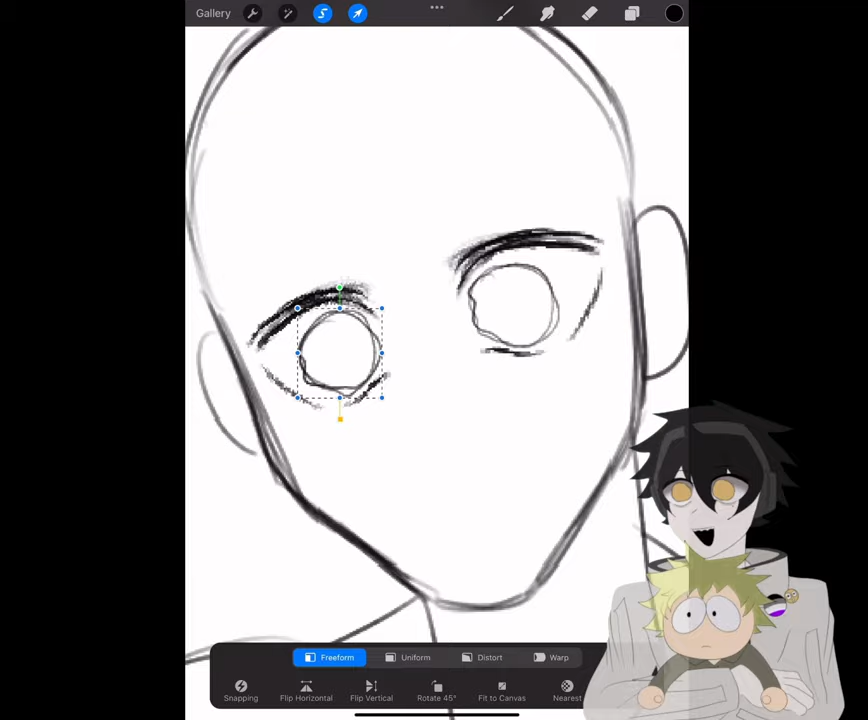 Gallery
Freeform Uniform Distort Warp
Snapping Flip Horizontal Flip Vertical Rotate 45° Fit to Canvas Nearest